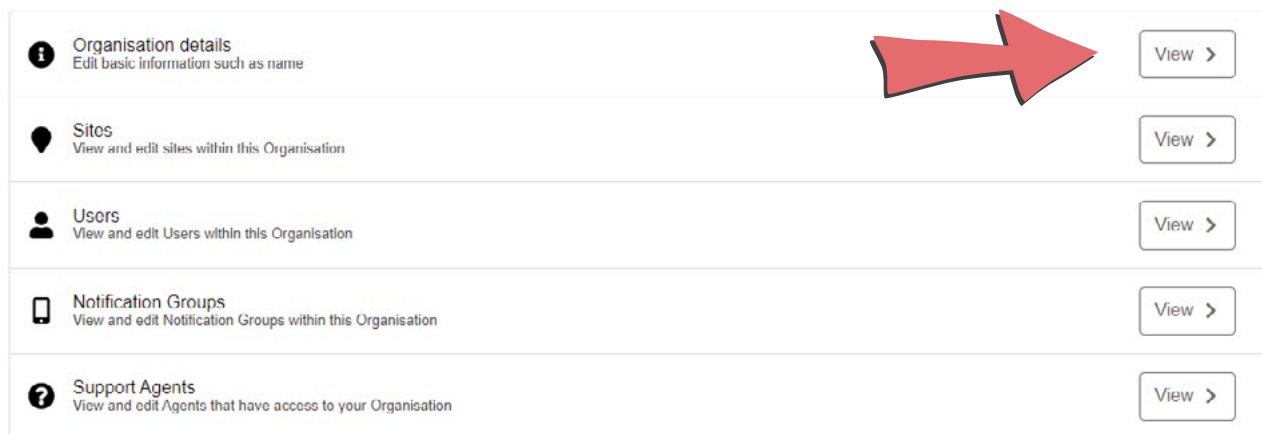 Organisation details
Edit basic information such as name
View
Sites
View and edit sites within this Organisation
View
Users
View and edit Users within this Organisation
View
Notification Groups
View and edit Notification Groups within this Organisation
View
Support Agents
View and edit Agents that have access to your Organisation
View